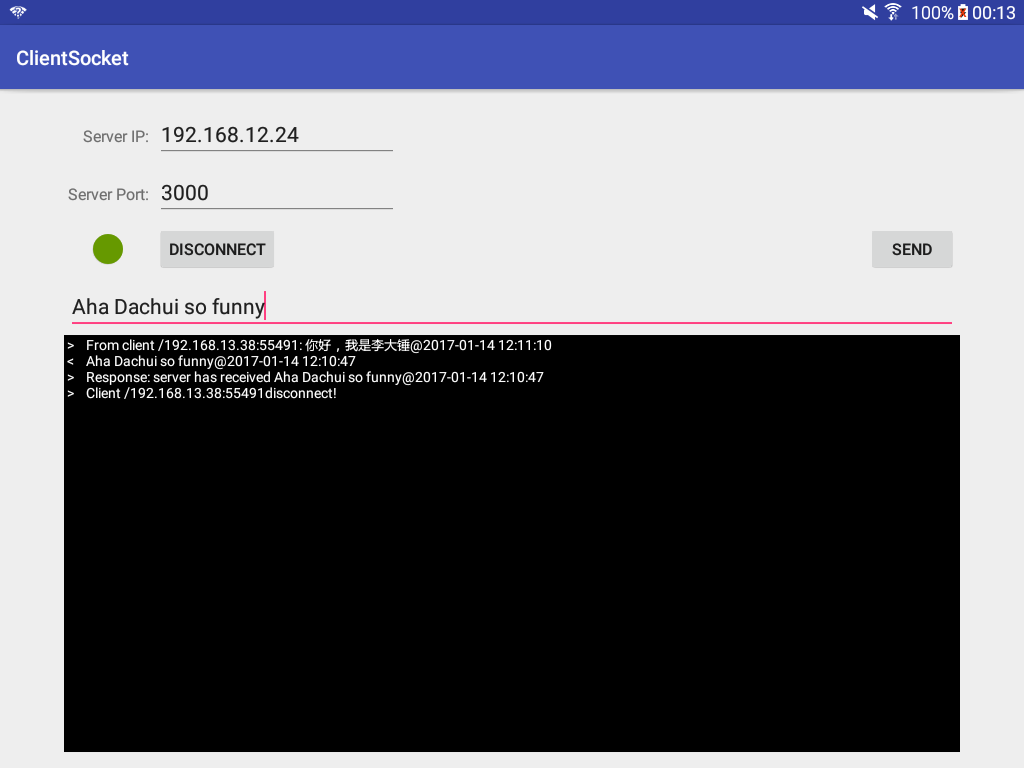 100% 00:13
ClientSocket
Server IP: 192.168.12.24
Server Port: 3000
DISCONNECT SEND
Aha Dachui so funny
> From client /192.168.13.38:55491: 你好，我是李大锤@2017-01-14 12:11:10
< Aha Dachui so funny@2017-01-14 12:10:47
> Response: server has received Aha Dachui so funny@2017-01-14 12:10:47
> Client /192.168.13.38:55491disconnect!